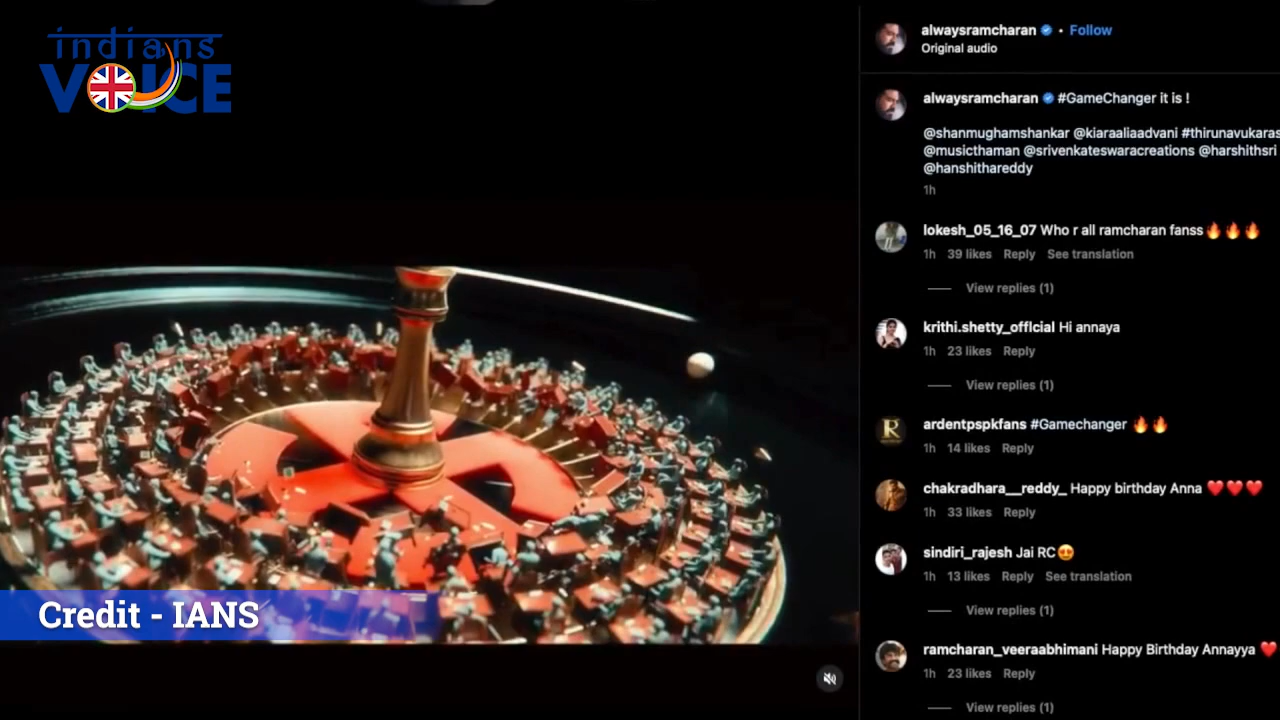 indians
VOICE
Credit - IANS
alwaysramcharan • Follow
Original audio
alwaysramcharan #GameChanger it is !
@shanmughamshankar @kiaraaliaadvani #thirunavukaras
@musicthaman @srivenkateswaracreations @harshithsri
@hanshithareddy
1h
lokesh_05_16_07 Who r all ramcharan fanss🔥🔥🔥
1h 39 likes Reply See translation
View replies (1)
krithi.shetty_offlcial Hi annaya
1h 23 likes Reply
View replies (1)
ardentpspkfans #Gamechanger 🔥🔥
1h 14 likes Reply
chakradhara__reddy_ Happy birthday Anna ❤️❤️❤️
1h 33 likes Reply
sindiri_rajesh Jai RC😍
1h 13 likes Reply See translation
View replies (1)
ramcharan_veeraabhimani Happy Birthday Annayya ❤️
1h 23 likes Reply
View replies (1)